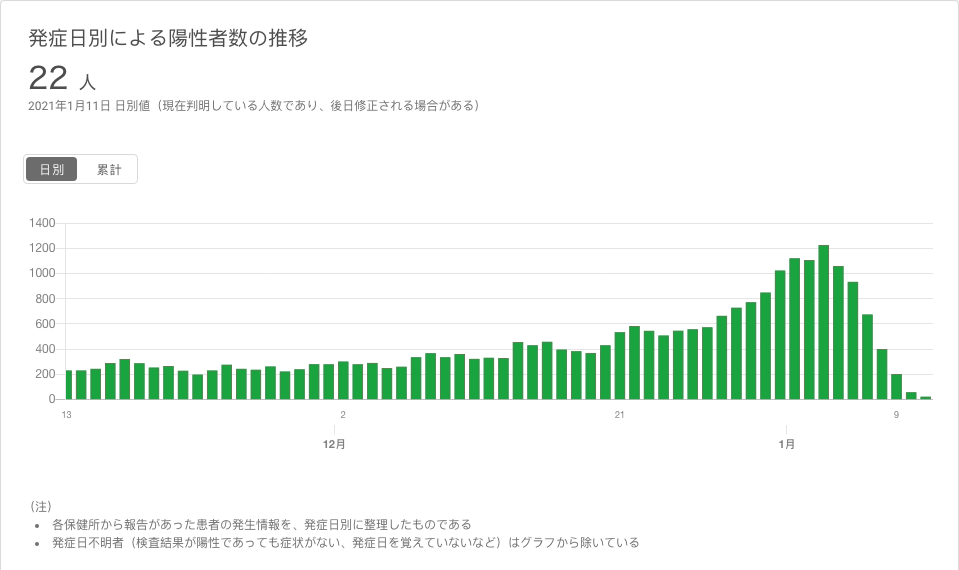 発症日別による陽性者数の推移
22 人
2021年1月11日 日別値（現在判明している人数であり、後日修正される場合がある）
日別 累計
1400
1200
1000
800
600
400
200
0
13 2 21 9
12月 1月
（注）
• 各保健所から報告があった患者の発生情報を、発症日別に整理したものである
• 発症日不明者（検査結果が陽性であっても症状がない、発症日を覚えていないなど）はグラフから除いている